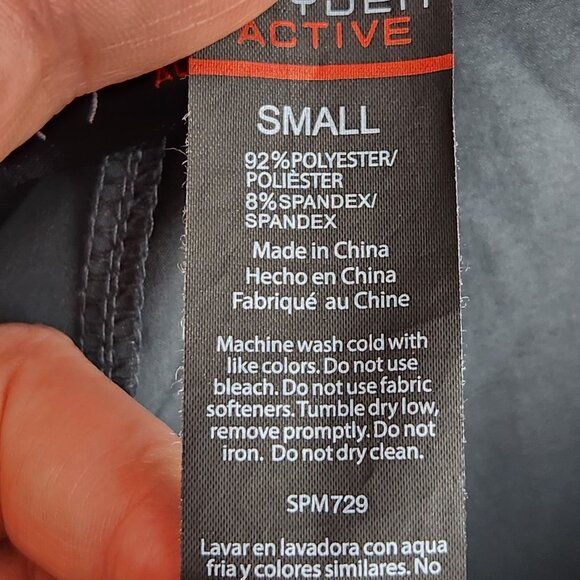 ACTIVE
SMALL
92%POLYESTER/
POLIÉSTER
8%SPANDEX/
SPANDEX
Made in China
Hecho en China
Fabriqué au Chine
Machine wash cold with
like colors. Do not use
bleach. Do not use fabric
softeners. Tumble dry low,
remove promptly. Do not
iron. Do not dry clean.
SPM729
Lavar en lavadora con aqua
fria y colores similares. No